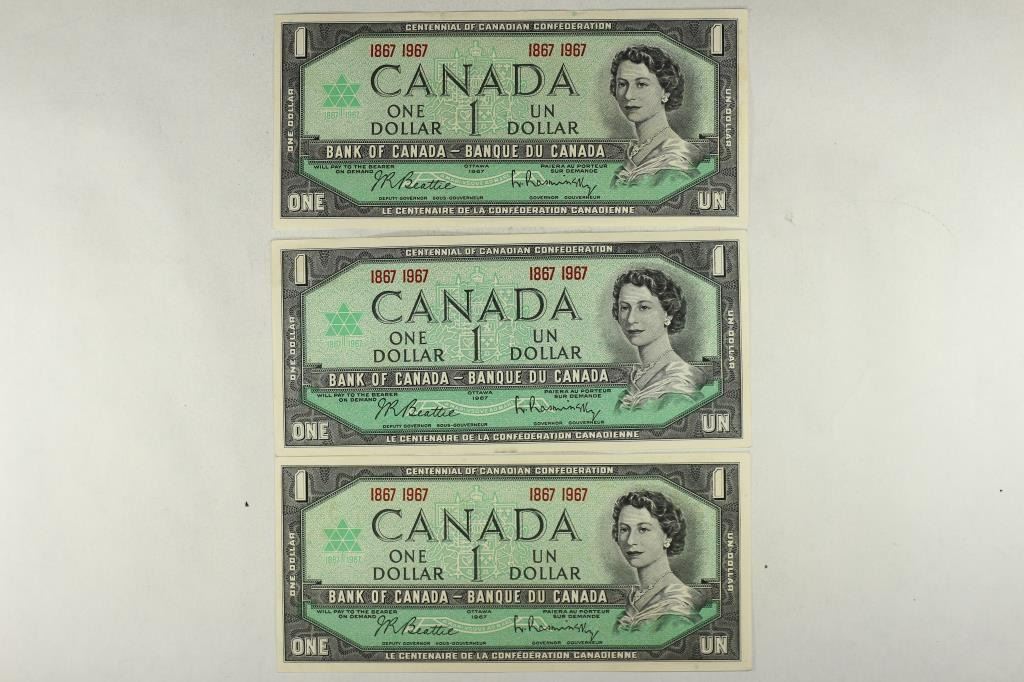 CENTENNIAL OF CANADIAN CONFEDERATION
1 1867 1967 1867 1967 1
CANADA
1867 1967
ONE DOLLAR 1 UN DOLLAR
ONE DOLLAR
UN DOLLAR
BANK OF CANADA – BANQUE DU CANADA
WILL PAY TO THE BEARER ON DEMAND
OTTAWA 1967
PAIERA AU PORTEUR SUR DEMANDE
J.R. Beattie L. Rasminsky
DEPUTY GOVERNOR SOUS-GOUVERNEUR GOVERNOR GOUVERNEUR
ONE UN
LE CENTENAIRE DE LA CONFÉDÉRATION CANADIENNE
CENTENNIAL OF CANADIAN CONFEDERATION
1 1867 1967 1867 1967 1
CANADA
1867 1967
ONE DOLLAR 1 UN DOLLAR
ONE DOLLAR
UN DOLLAR
BANK OF CANADA – BANQUE DU CANADA
WILL PAY TO THE BEARER ON DEMAND
OTTAWA 1967
PAIERA AU PORTEUR SUR DEMANDE
J.R. Beattie L. Rasminsky
DEPUTY GOVERNOR SOUS-GOUVERNEUR GOVERNOR GOUVERNEUR
ONE UN
LE CENTENAIRE DE LA CONFÉDÉRATION CANADIENNE
CENTENNIAL OF CANADIAN CONFEDERATION
1 1867 1967 1867 1967 1
CANADA
1867 1967
ONE DOLLAR 1 UN DOLLAR
ONE DOLLAR
UN DOLLAR
BANK OF CANADA – BANQUE DU CANADA
WILL PAY TO THE BEARER ON DEMAND
OTTAWA 1967
PAIERA AU PORTEUR SUR DEMANDE
J.R. Beattie L. Rasminsky
DEPUTY GOVERNOR SOUS-GOUVERNEUR GOVERNOR GOUVERNEUR
ONE UN
LE CENTENAIRE DE LA CONFÉDÉRATION CANADIENNE